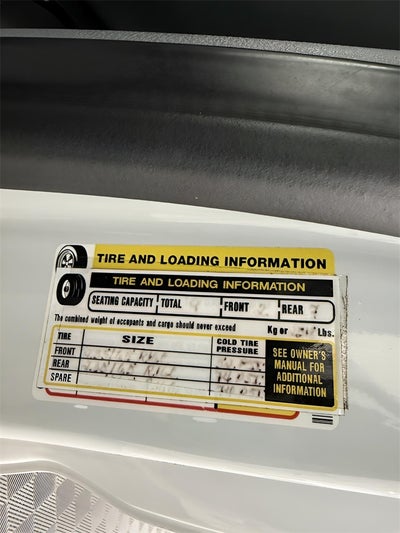 TIRE AND LOADING INFORMATION
TIRE AND LOADING INFORMATION
SEATING CAPACITY TOTAL FRONT REAR
The combined weight of occupants and cargo should never exceed Kg or Lbs.
TIRE SIZE COLD TIRE PRESSURE
FRONT
REAR
SPARE
SEE OWNER'S
MANUAL FOR
ADDITIONAL
INFORMATION